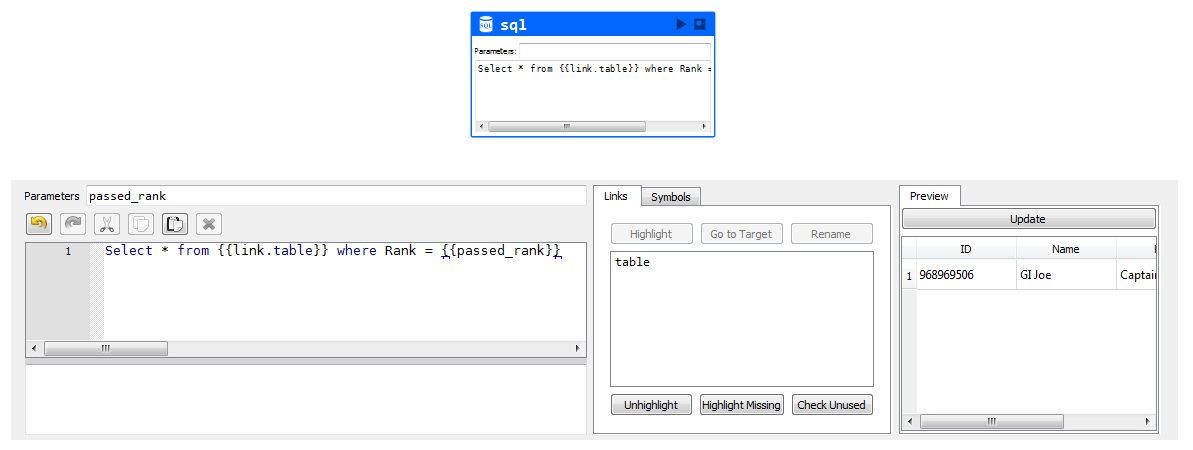 SQL
sql
Parameters:
Select * from {{link.table}} where Rank =
Parameters
passed_rank
1
Select * from {{link.table}} where Rank = {{passed_rank}}
Links
Symbols
Highlight
Go to Target
Rename
table
Unhighlight
Highlight Missing
Check Unused
Preview
Update
ID
Name
1
968969506
GI Joe
Captai